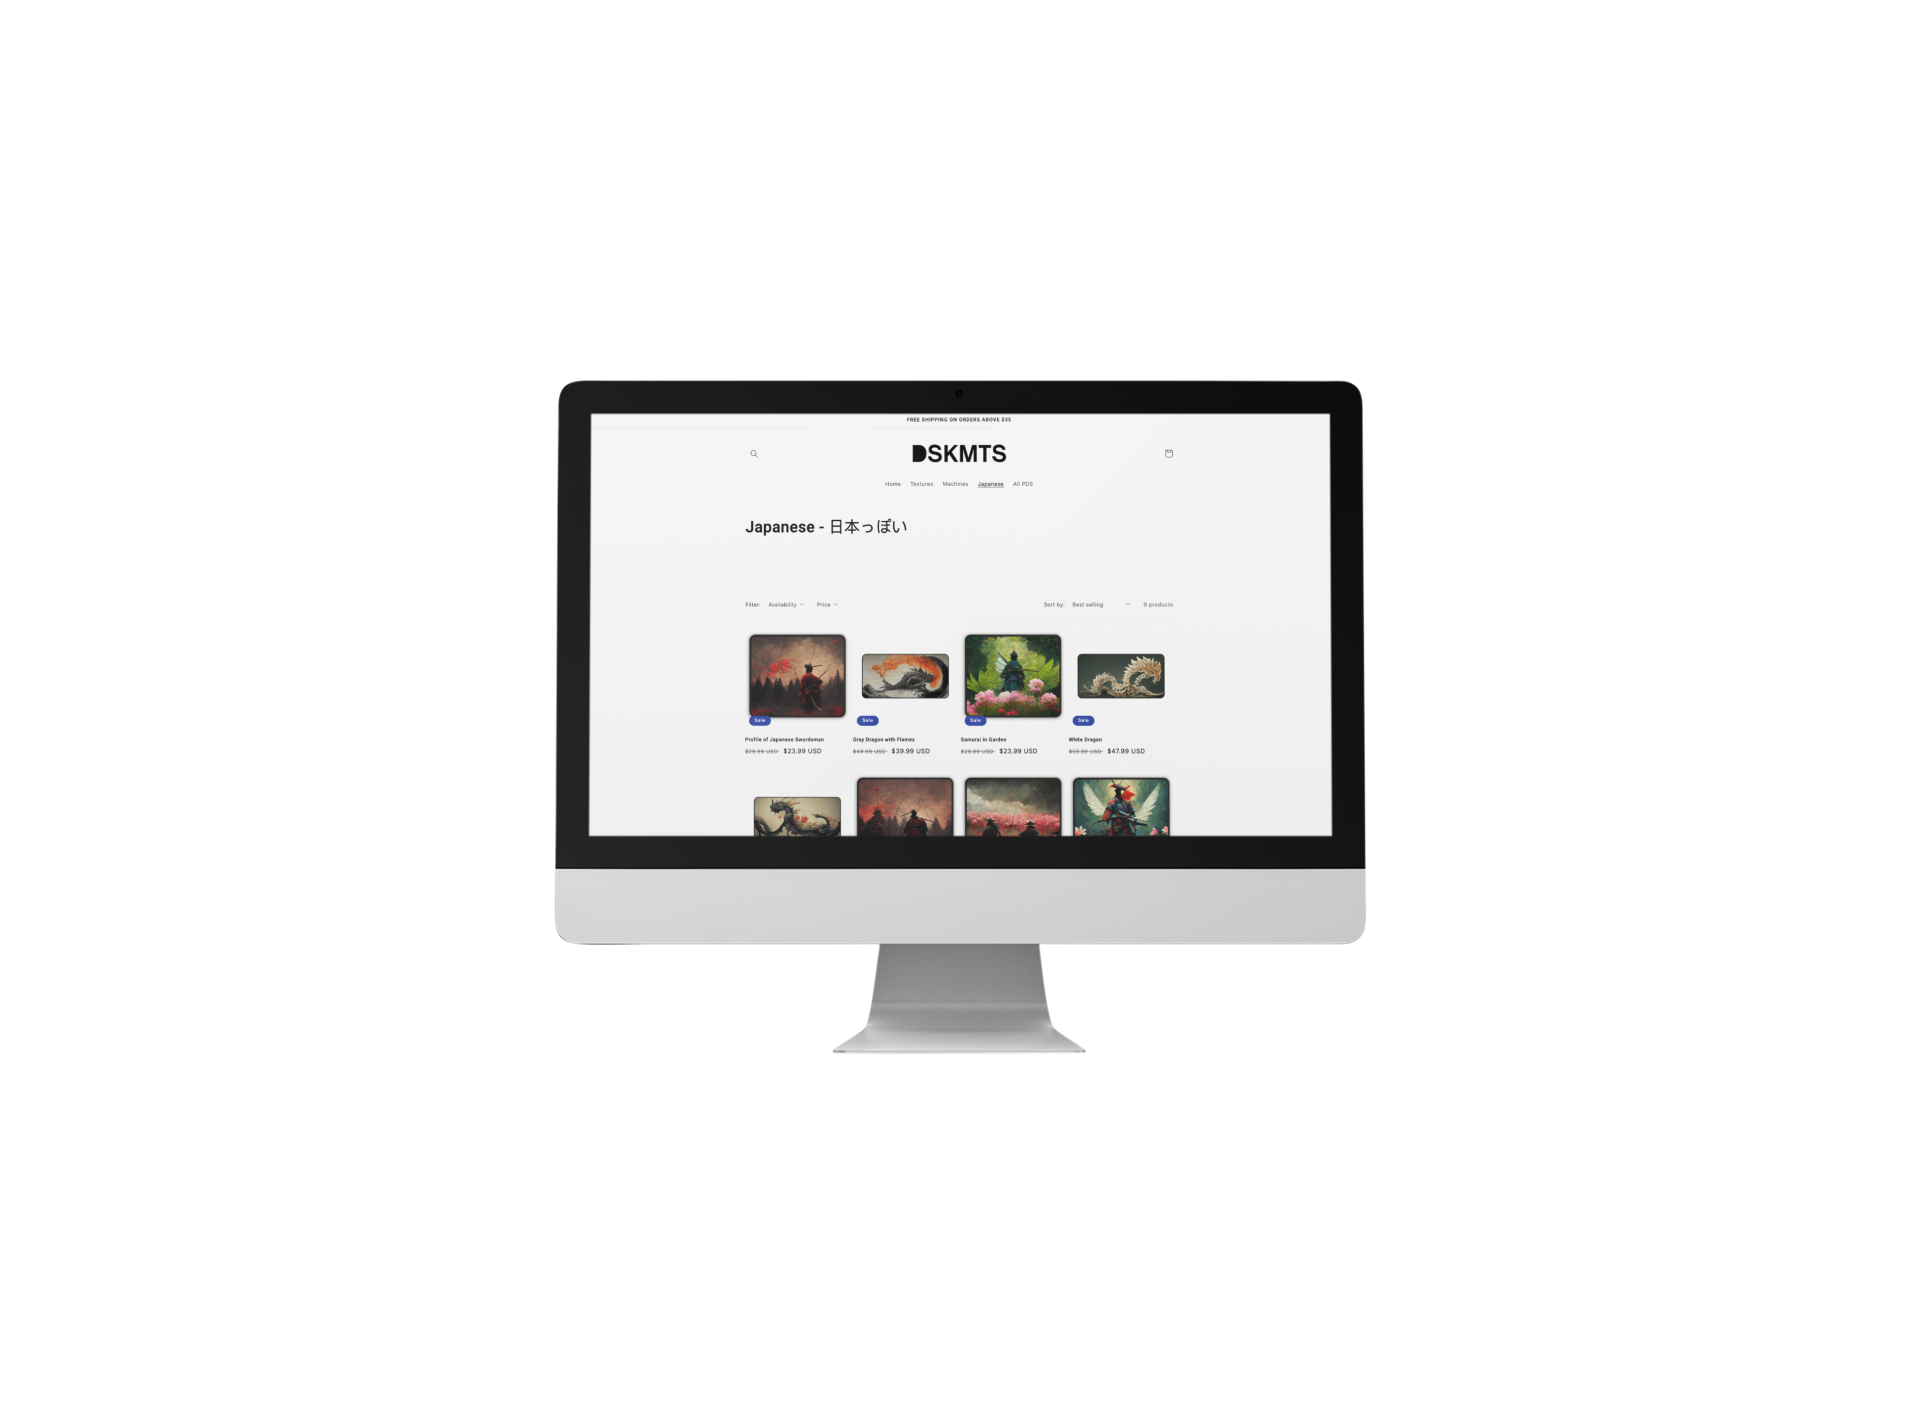 FREE SHIPPING ON ORDERS ABOVE $35
DSKMTS
Home Textures Machines Japanese All PDS
Japanese - 日本っぽい
Filter: Availability Price Sort by: Best selling 9 products
Sale Sale Sale Sale
Profile of Japanese Swordsman Gray Dragon with Flames Samurai in Garden White Dragon
$29.99 USD $23.99 USD $49.99 USD $39.99 USD $29.99 USD $23.99 USD $59.99 USD $47.99 USD